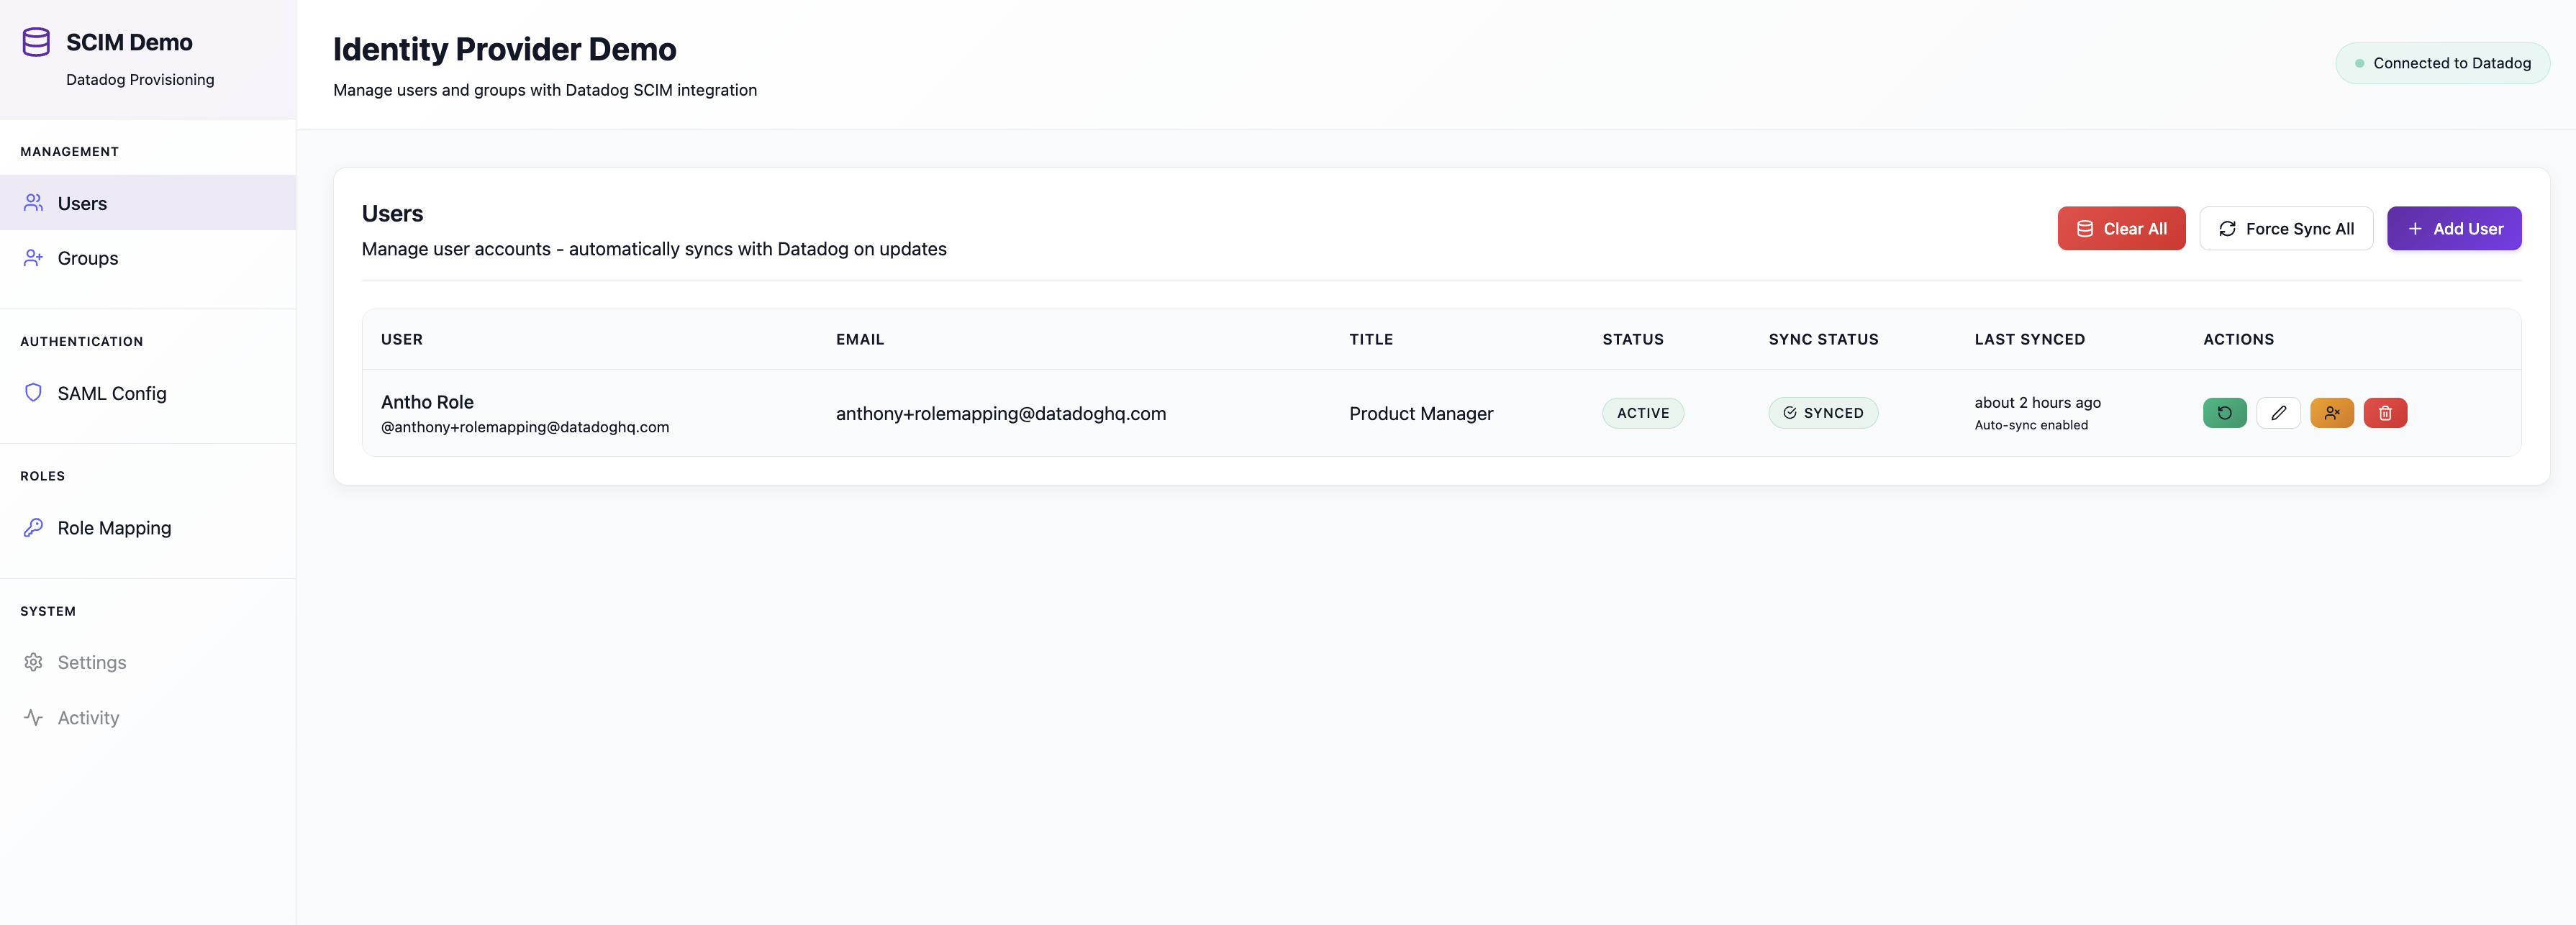 SCIM Demo
Datadog Provisioning
MANAGEMENT
Users
Groups
AUTHENTICATION
SAML Config
ROLES
Role Mapping
SYSTEM
Settings
Activity
Identity Provider Demo
Manage users and groups with Datadog SCIM integration
Connected to Datadog
Users
Manage user accounts - automatically syncs with Datadog on updates
Clear All
Force Sync All
Add User
USER EMAIL TITLE STATUS SYNC STATUS LAST SYNCED ACTIONS
Antho Role
@anthony+rolemapping@datadoghq.com
anthony+rolemapping@datadoghq.com
Product Manager
ACTIVE
SYNCED
about 2 hours ago
Auto-sync enabled